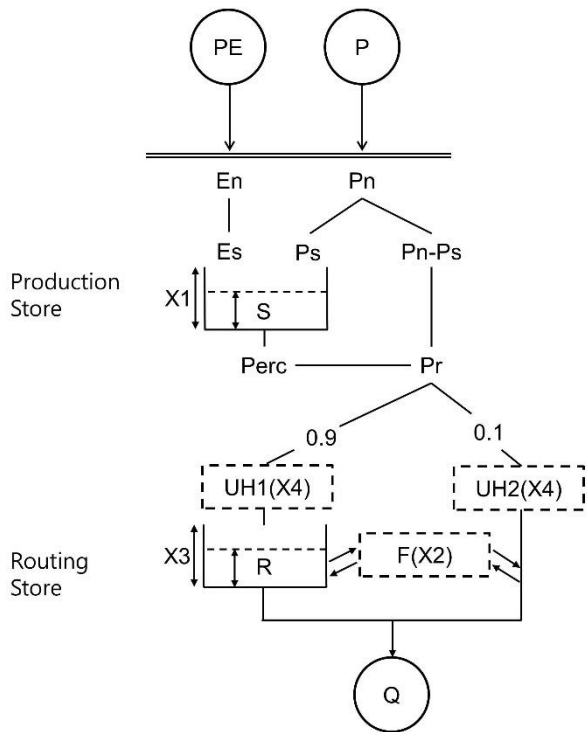 PE P
En Pn
Es Ps Pn-Ps
Production
Store
X1
S
Perc Pr
0.9 0.1
UH1(X4) UH2(X4)
Routing
Store
X3
R
F(X2)
Q